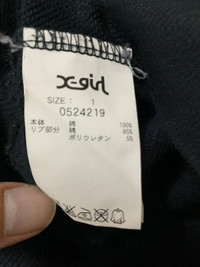 X-girl
SIZE : 1
0524219
本体 綿 100%
リブ部分 綿 95%
ポリウレタン 5%